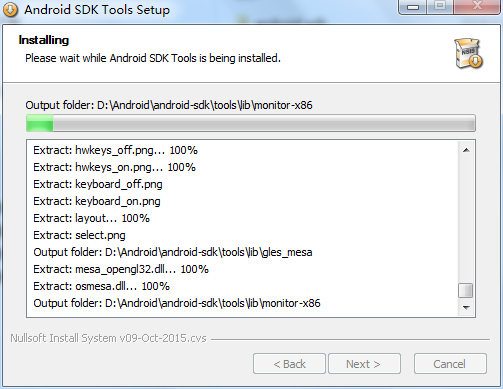 Android SDK Tools Setup
Installing
Please wait while Android SDK Tools is being installed.
Output folder: D:\Android\android-sdk\tools\lib\monitor-x86
Extract: hwkeys_off.png... 100%
Extract: hwkeys_on.png... 100%
Extract: keyboard_off.png
Extract: keyboard_on.png
Extract: layout... 100%
Extract: select.png
Output folder: D:\Android\android-sdk\tools\lib\gles_mesa
Extract: mesa_opengl32.dll... 100%
Extract: osmesa.dll... 100%
Output folder: D:\Android\android-sdk\tools\lib\monitor-x86
Nullsoft Install System v09-Oct-2015.cvs
< Back Next > Cancel